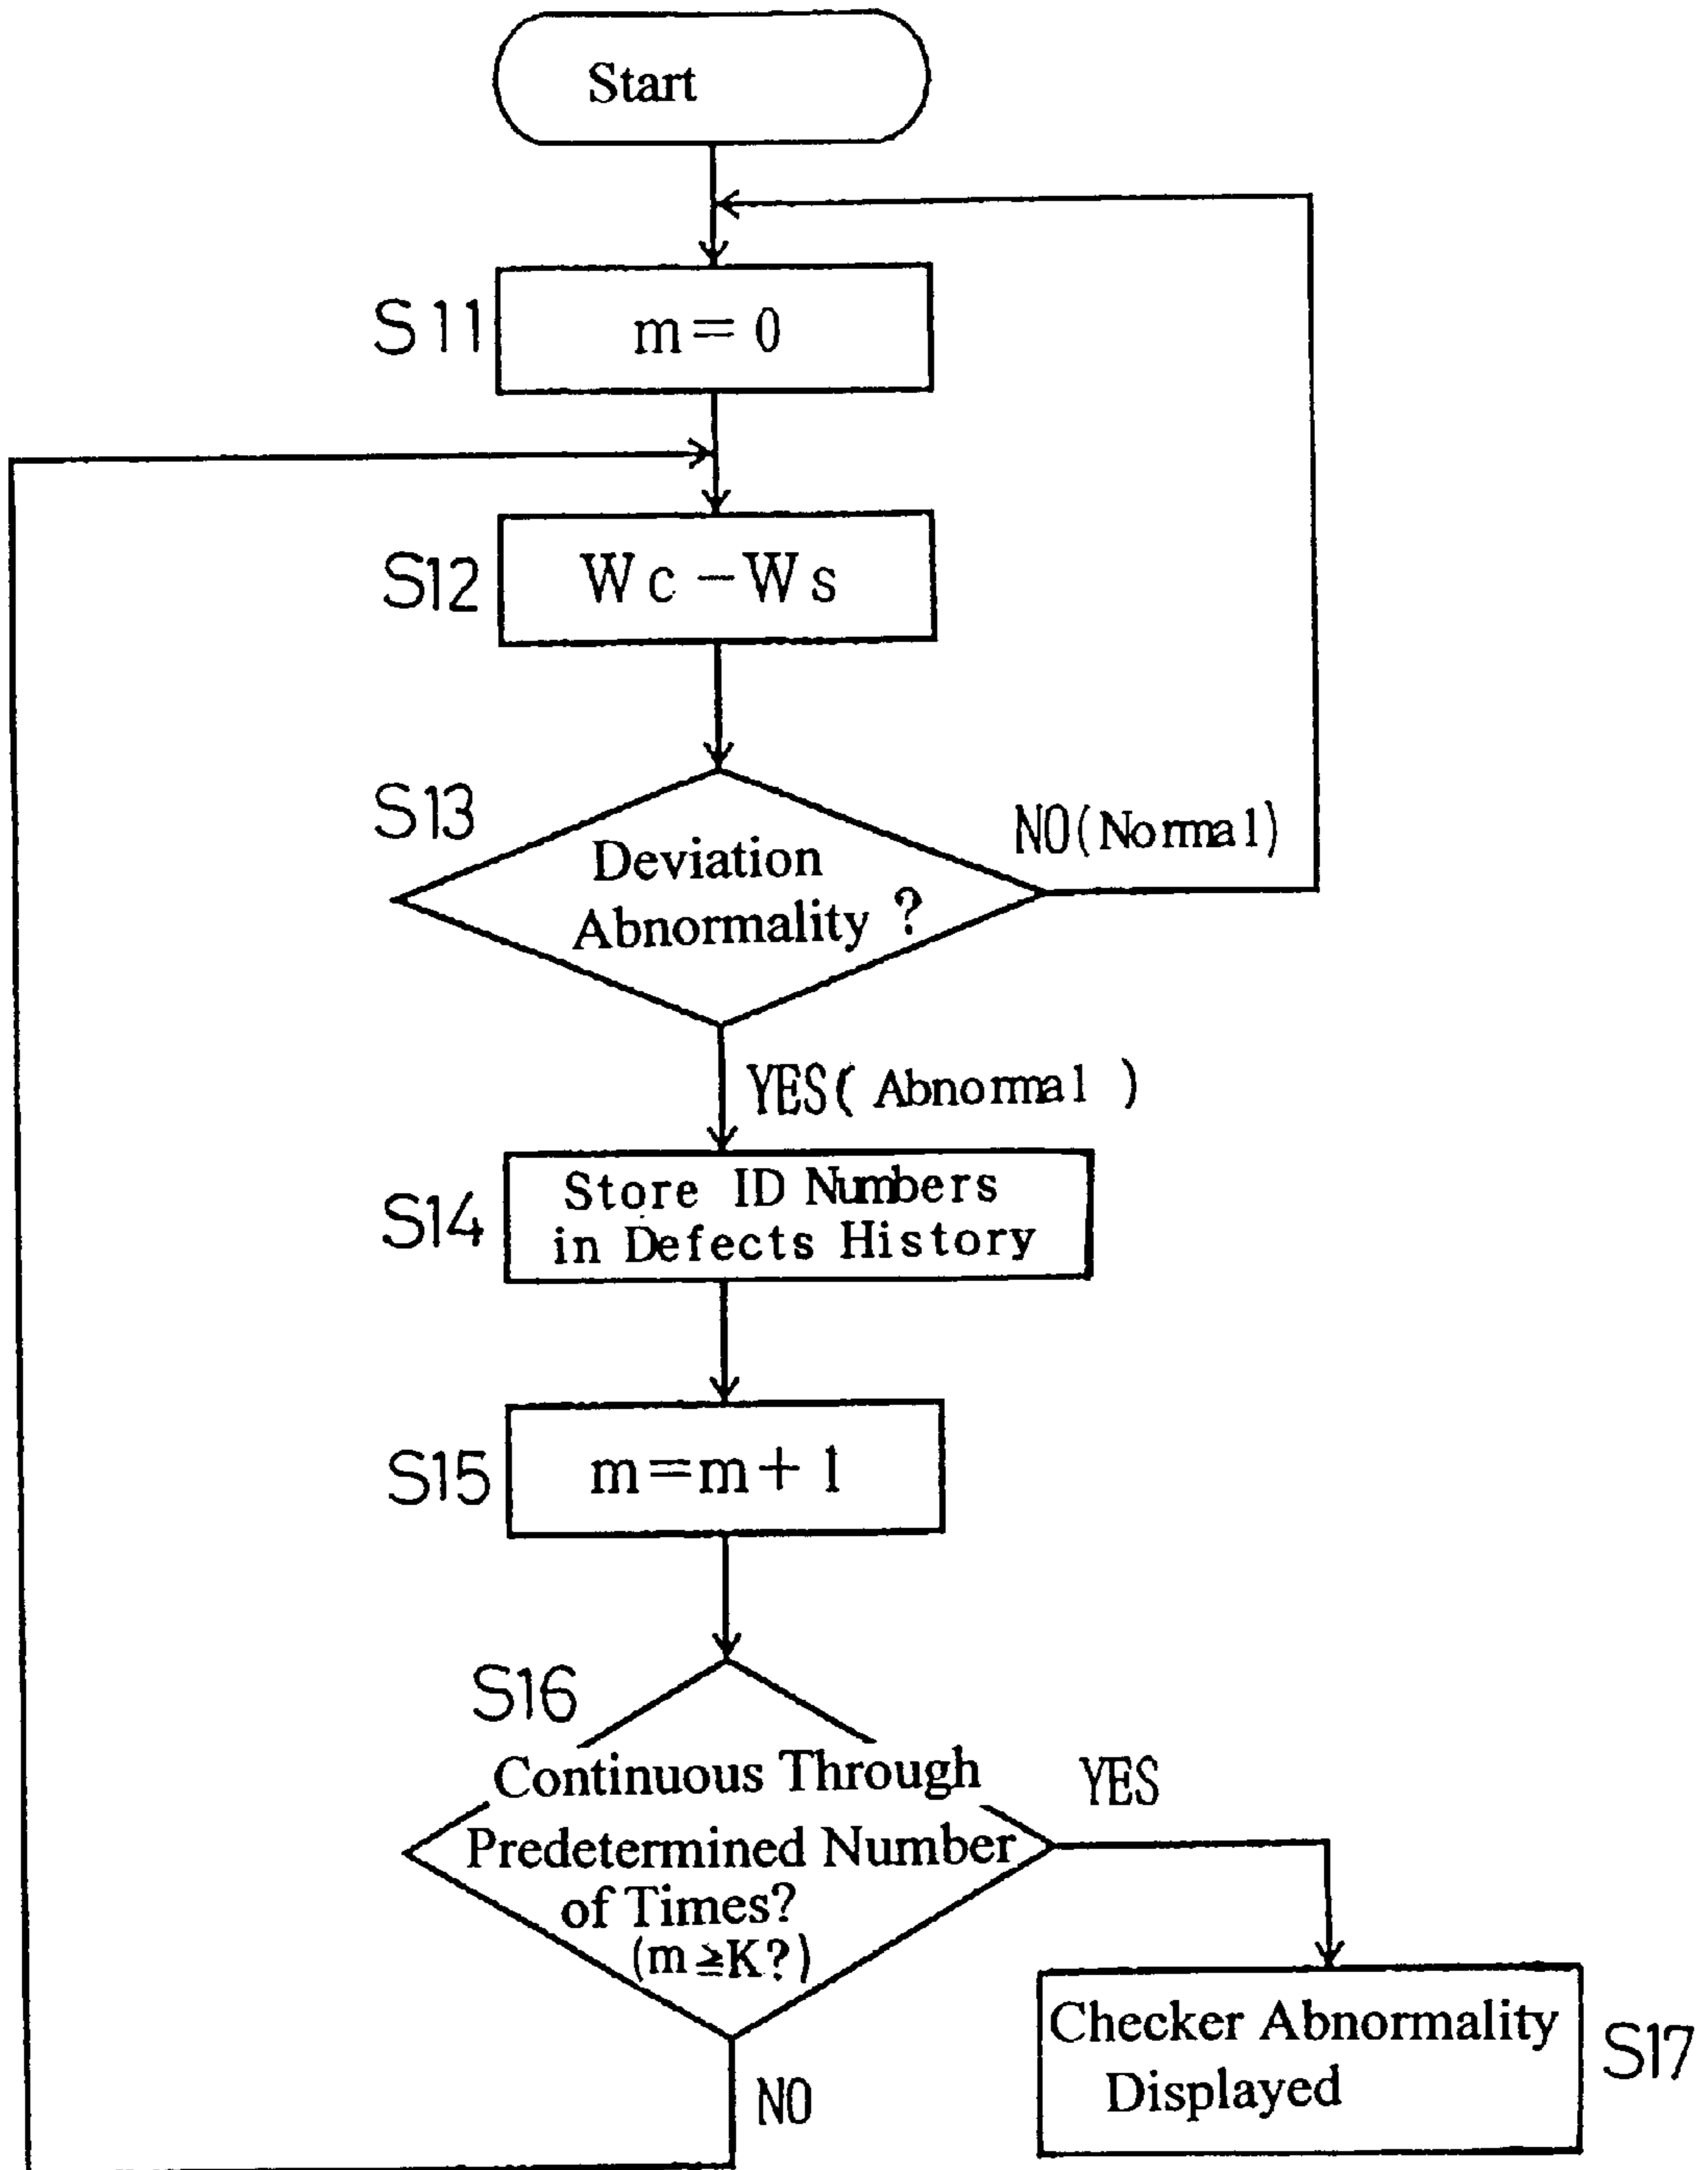 Start
S11
m=0
S12
Wc-Ws
S13
Deviation
Abnormality ?
NO(Normal)
YES( Abnormal )
S14
Store ID Numbers
in Defects History
S15
m=m+1
S16
Continuous Through
Predetermined Number
of Times?
(m≧K?)
YES
NO
Checker Abnormality
Displayed
S17